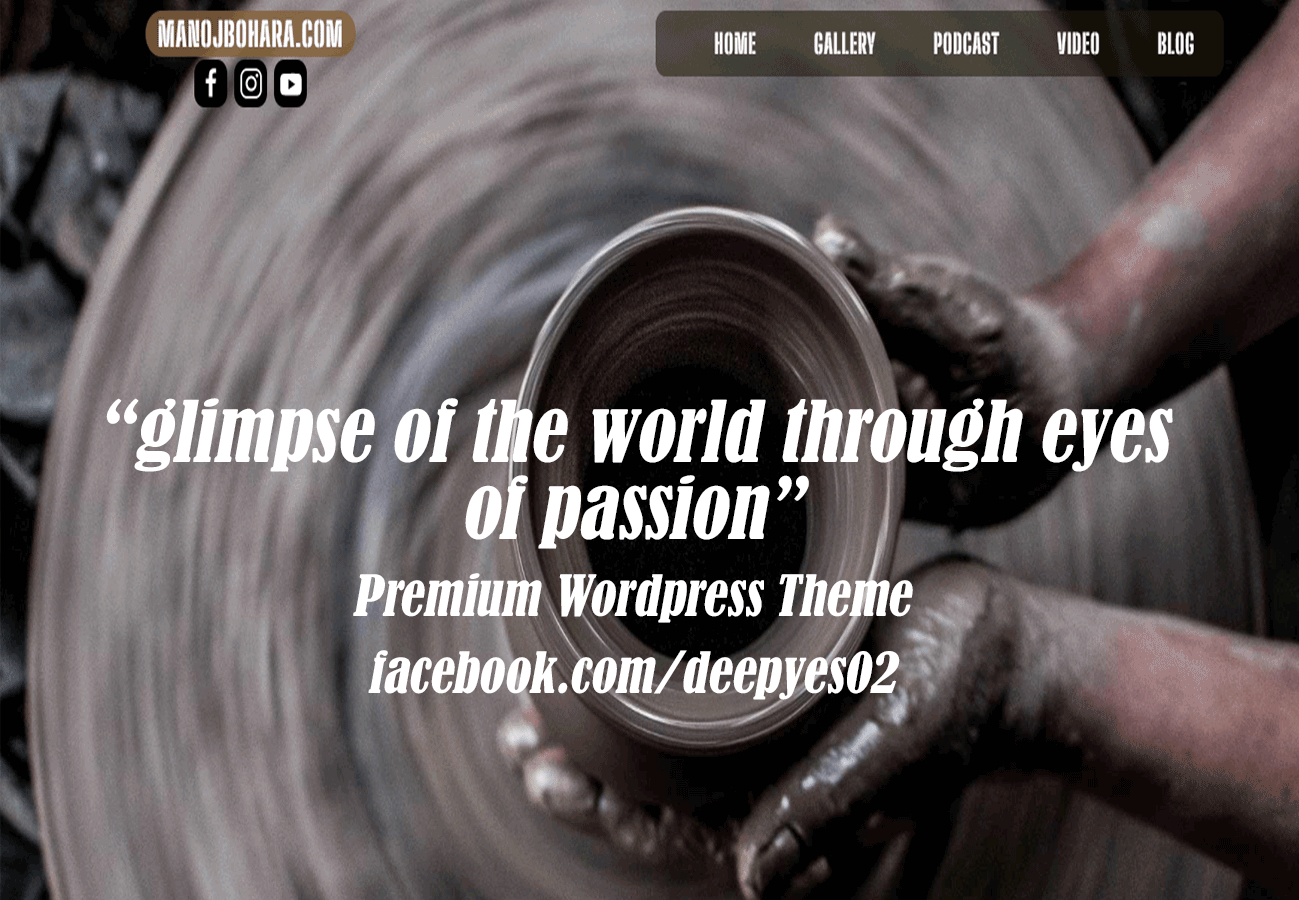 MANOJBOHARA.COM
HOME GALLERY PODCAST VIDEO BLOG
“glimpse of the world through eyes
of passion”
Premium Wordpress Theme
facebook.com/deepyes02